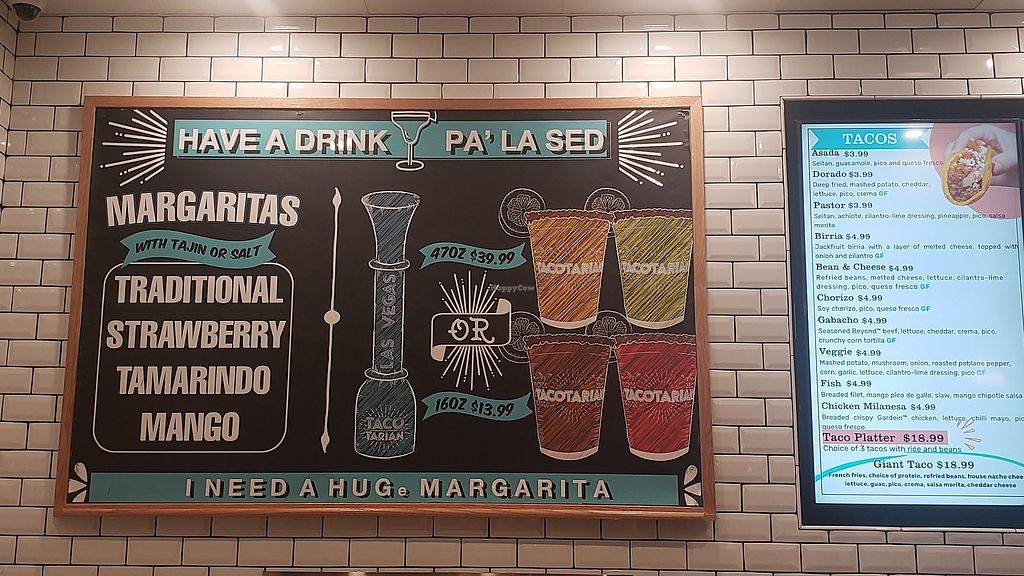 HAVE A DRINK PA' LA SED
MARGARITAS
WITH TAJIN OR SALT
TRADITIONAL
STRAWBERRY
TAMARINDO
MANGO
LAS VEGAS
TACO
TARIAN
47OZ $39.99
OR
16OZ $13.99
HappyCow
TACOTARIAN
TACOTARIAN
TACOTARIAN
TACOTARIAN
I NEED A HUGe MARGARITA
TACOS
Asada $3.99
Seitan, guacamole, pico and queso fresco
Dorado $3.99
Deep fried, mashed potato, cheddar,
lettuce, pico, crema GF
Pastor $3.99
Seitan, achiote, cilantro-lime dressing, pineapple, pico, salsa
morita
Birria $4.99
Jackfruit birria with a layer of melted cheese, topped with
onion and cilantro GF
Bean & Cheese $4.99
Refried beans, melted cheese, lettuce, cilantro-lime
dressing, pico, queso fresco GF
Chorizo $4.99
Soy chorizo, pico, queso fresco GF
Gabacho $4.99
Seasoned Beyond™ beef, lettuce, cheddar, crema, pico,
crunchy corn tortilla GF
Veggie $4.99
Mashed potato, mushroom, onion, roasted poblano pepper,
corn, garlic, lettuce, cilantro-lime dressing, pico GF
Fish $4.99
Breaded filet, mango pico de gallo, slaw, mango chipotle salsa
Chicken Milanesa $4.99
Breaded crispy Gardein™ chicken, lettuce, chilli mayo, pico
queso fresco
Taco Platter $18.99
Choice of 3 tacos with rice and beans
Giant Taco $18.99
French fries, choice of protein, refried beans, house nacho chee
lettuce, guac, pico, crema, salsa morita, cheddar cheese